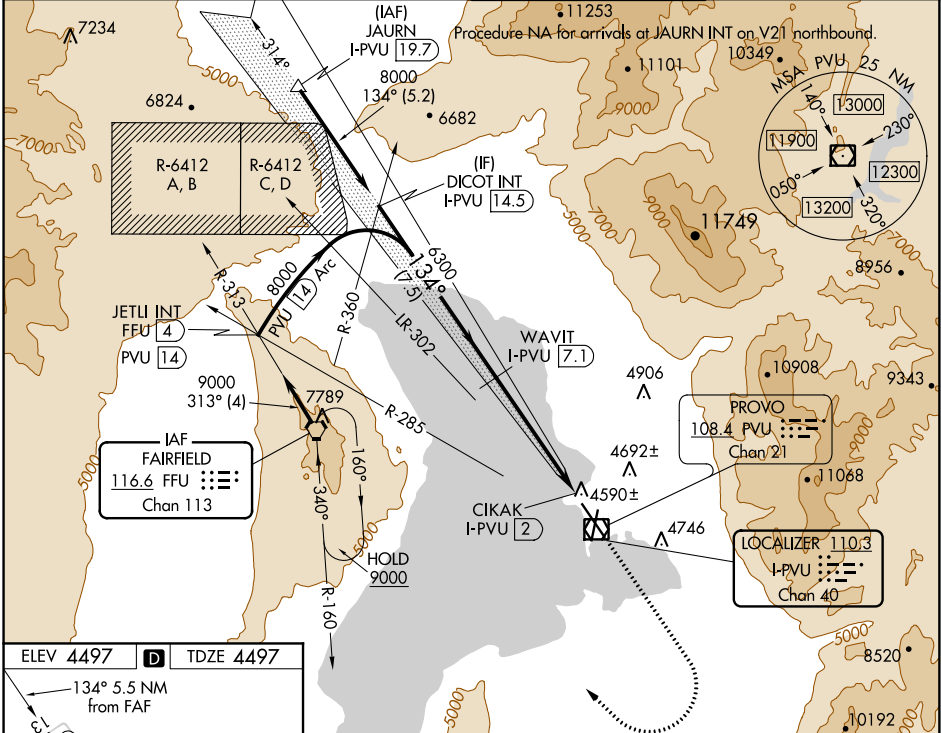 7234
(IAF)
JAURN
I-PVU 19.7
11253
Procedure NA for arrivals at JAURN INT on V21 northbound.
10349
11101
MSA PVU 25 NM
140°
13000
230°
11900
12300
050°
13200
320°
5000
314°
8000
134° (5.2)
6824
6682
7000
9000
5000
R-6412
A, B
R-6412
C, D
(IF)
DICOT INT
I-PVU 14.5
5000
7000
9000
11749
5000
7000
8956
R-313
8000
PVU 14 Arc
R-360
6300
134°
(7.5)
LR-302
JETLI INT
FFU 4
PVU 14
WAVIT
I-PVU 7.1
4906
10908
9343
9000
313° (4)
7789
R-285
PROVO
108.4 PVU
Chan 21
IAF
FAIRFIELD
116.6 FFU
Chan 113
160°
340°
4692±
11068
5000
4590±
CIKAK
I-PVU 2
4746
5000
HOLD
9000
R-160
LOCALIZER 110.3
I-PVU
Chan 40
5000
8520
ELEV 4497
D
TDZE 4497
134° 5.5 NM
from FAF
5000
10192